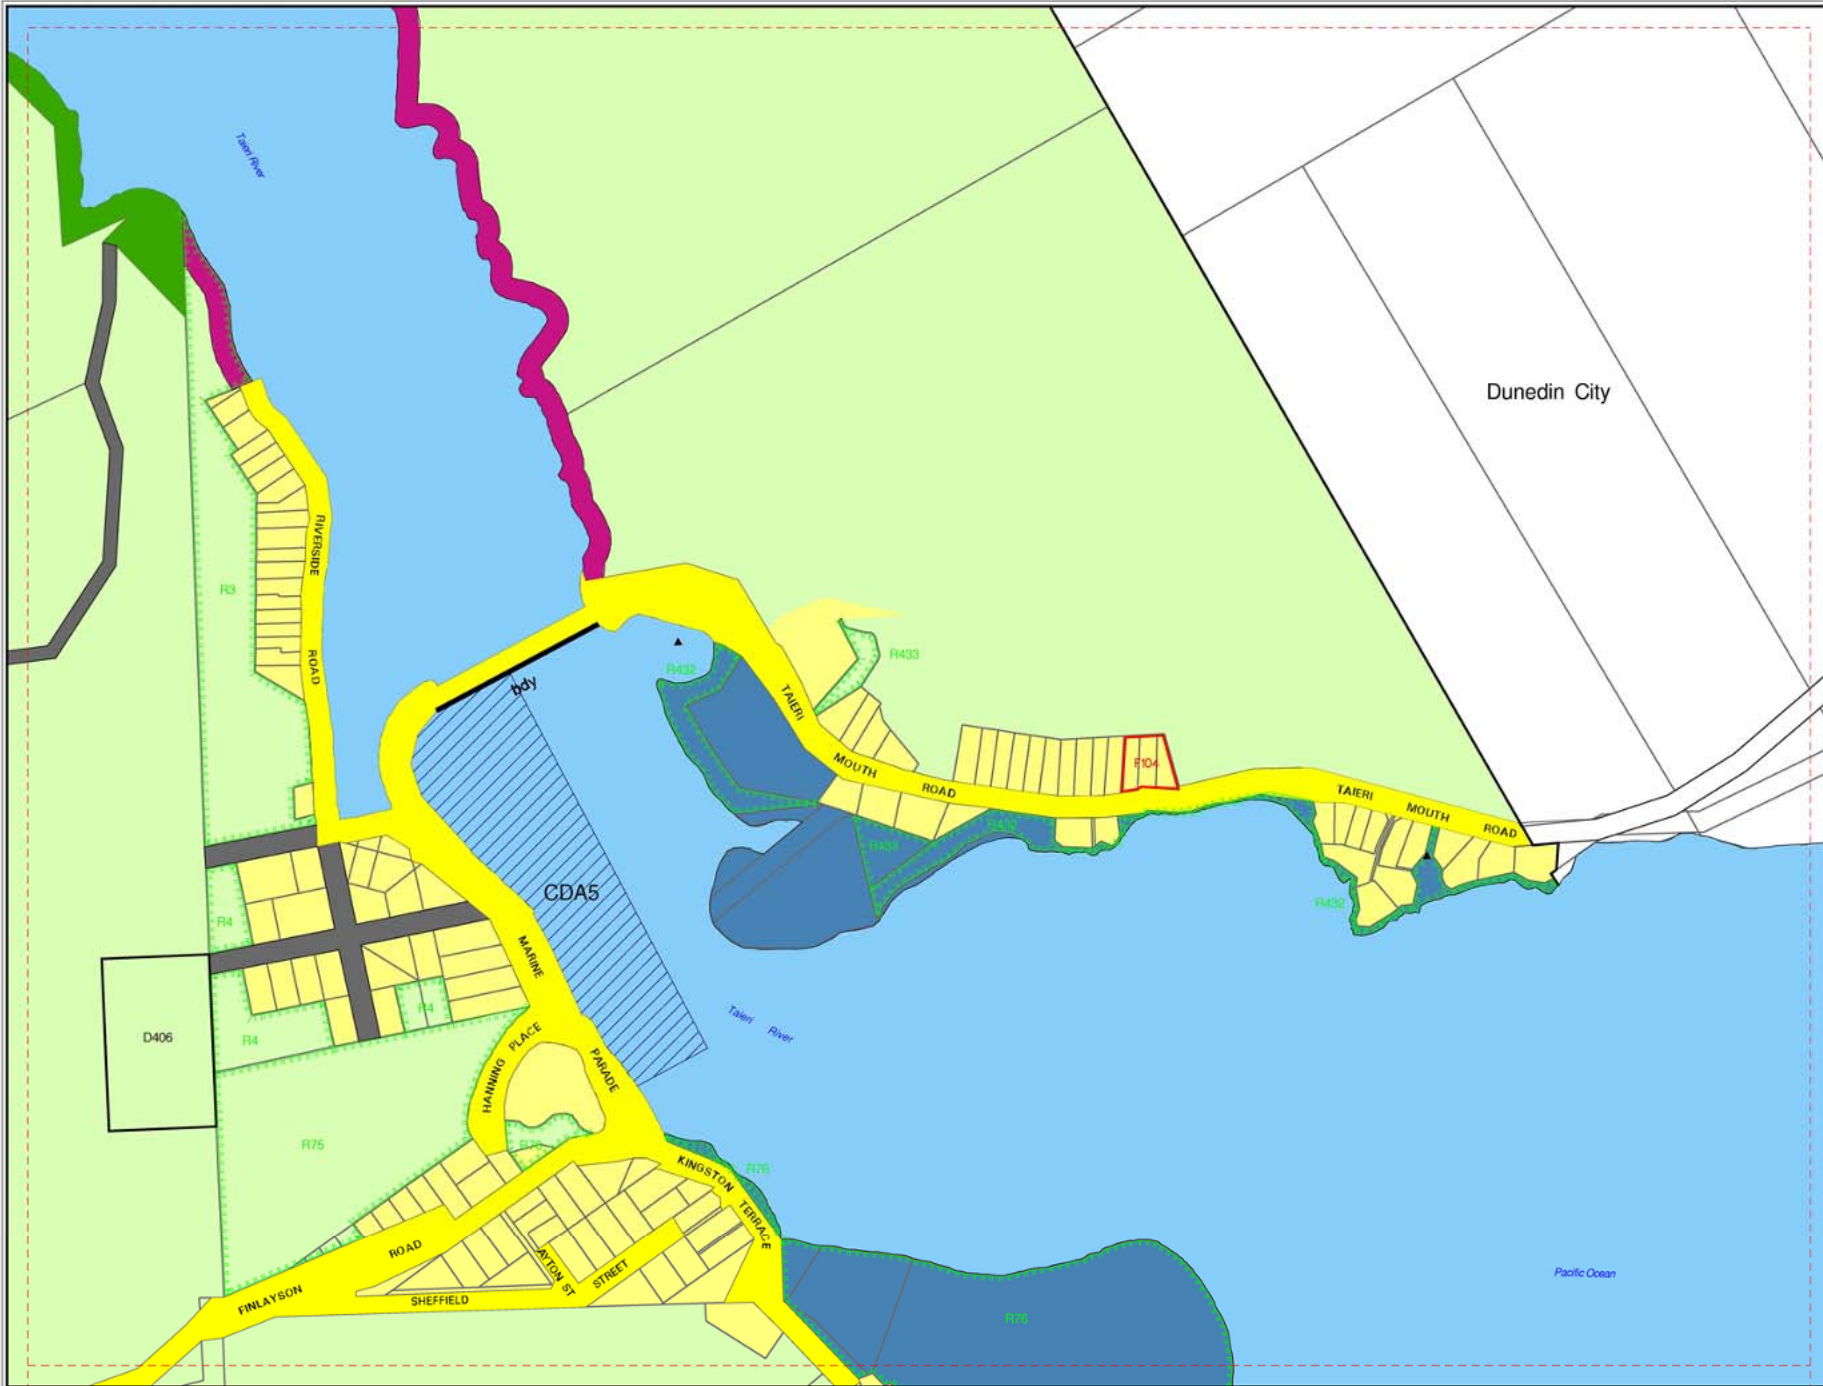 Taieri River
Dunedin City
RIVERSIDE
R3
ROAD
R433
R432
bdy
TAIERI
MOUTH
ROAD
F104
TAIERI
MOUTH
ROAD
R433
CDA5
R432
R4
MARINE
D406
R4
R4
Taieri River
HANNING PLACE
PARADE
R75
R76
KINGSTON
TERRACE
ROAD
AYTON ST
STREET
Pacific Ocean
FINLAYSON
SHEFFIELD
R76